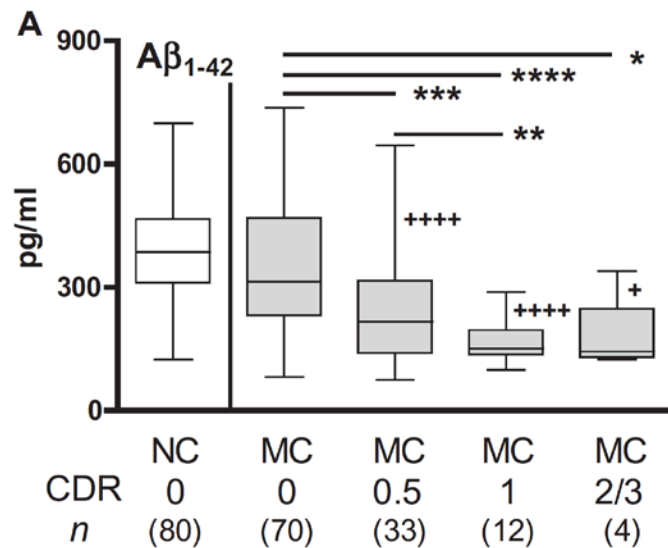 A
900
Aβ1-42
*
****
***
**
600
pg/ml
++++
300
++++
+
0
NC MC MC MC MC
CDR 0 0 0.5 1 2/3
n (80) (70) (33) (12) (4)